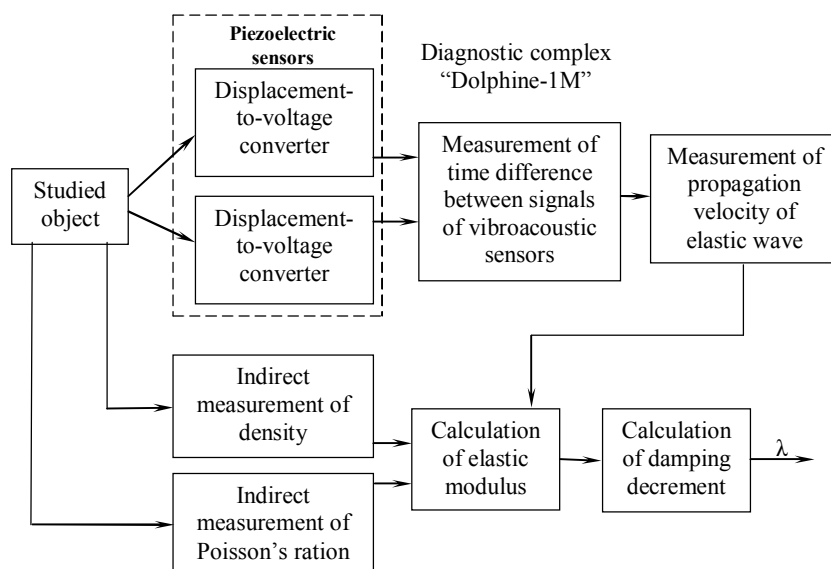 Piezoelectric
sensors
Displacement-
to-voltage
converter
Displacement-
to-voltage
converter
Diagnostic complex
“Dolphine-1M”
Measurement of
time difference
between signals
of vibroacoustic
sensors
Measurement of
propagation
velocity of
elastic wave
Studied
object
Indirect
measurement of
density
Indirect
measurement of
Poisson’s ration
Calculation
of elastic
modulus
Calculation
of damping
decrement
λ